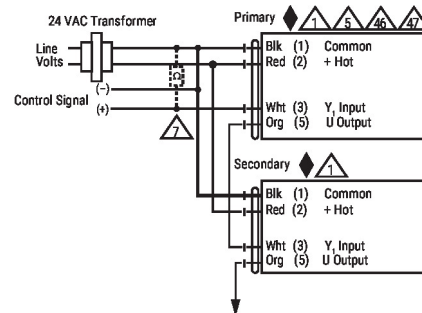 24 VAC Transformer
Line
Volts
Control Signal
(−)
(+)
Ω
7
Primary 1 5 46 47
Blk (1) Common
Red (2) + Hot
Wht (3) Y₁ Input
Org (5) U Output
Secondary 1
Blk (1) Common
Red (2) + Hot
Wht (3) Y₁ Input
Org (5) U Output